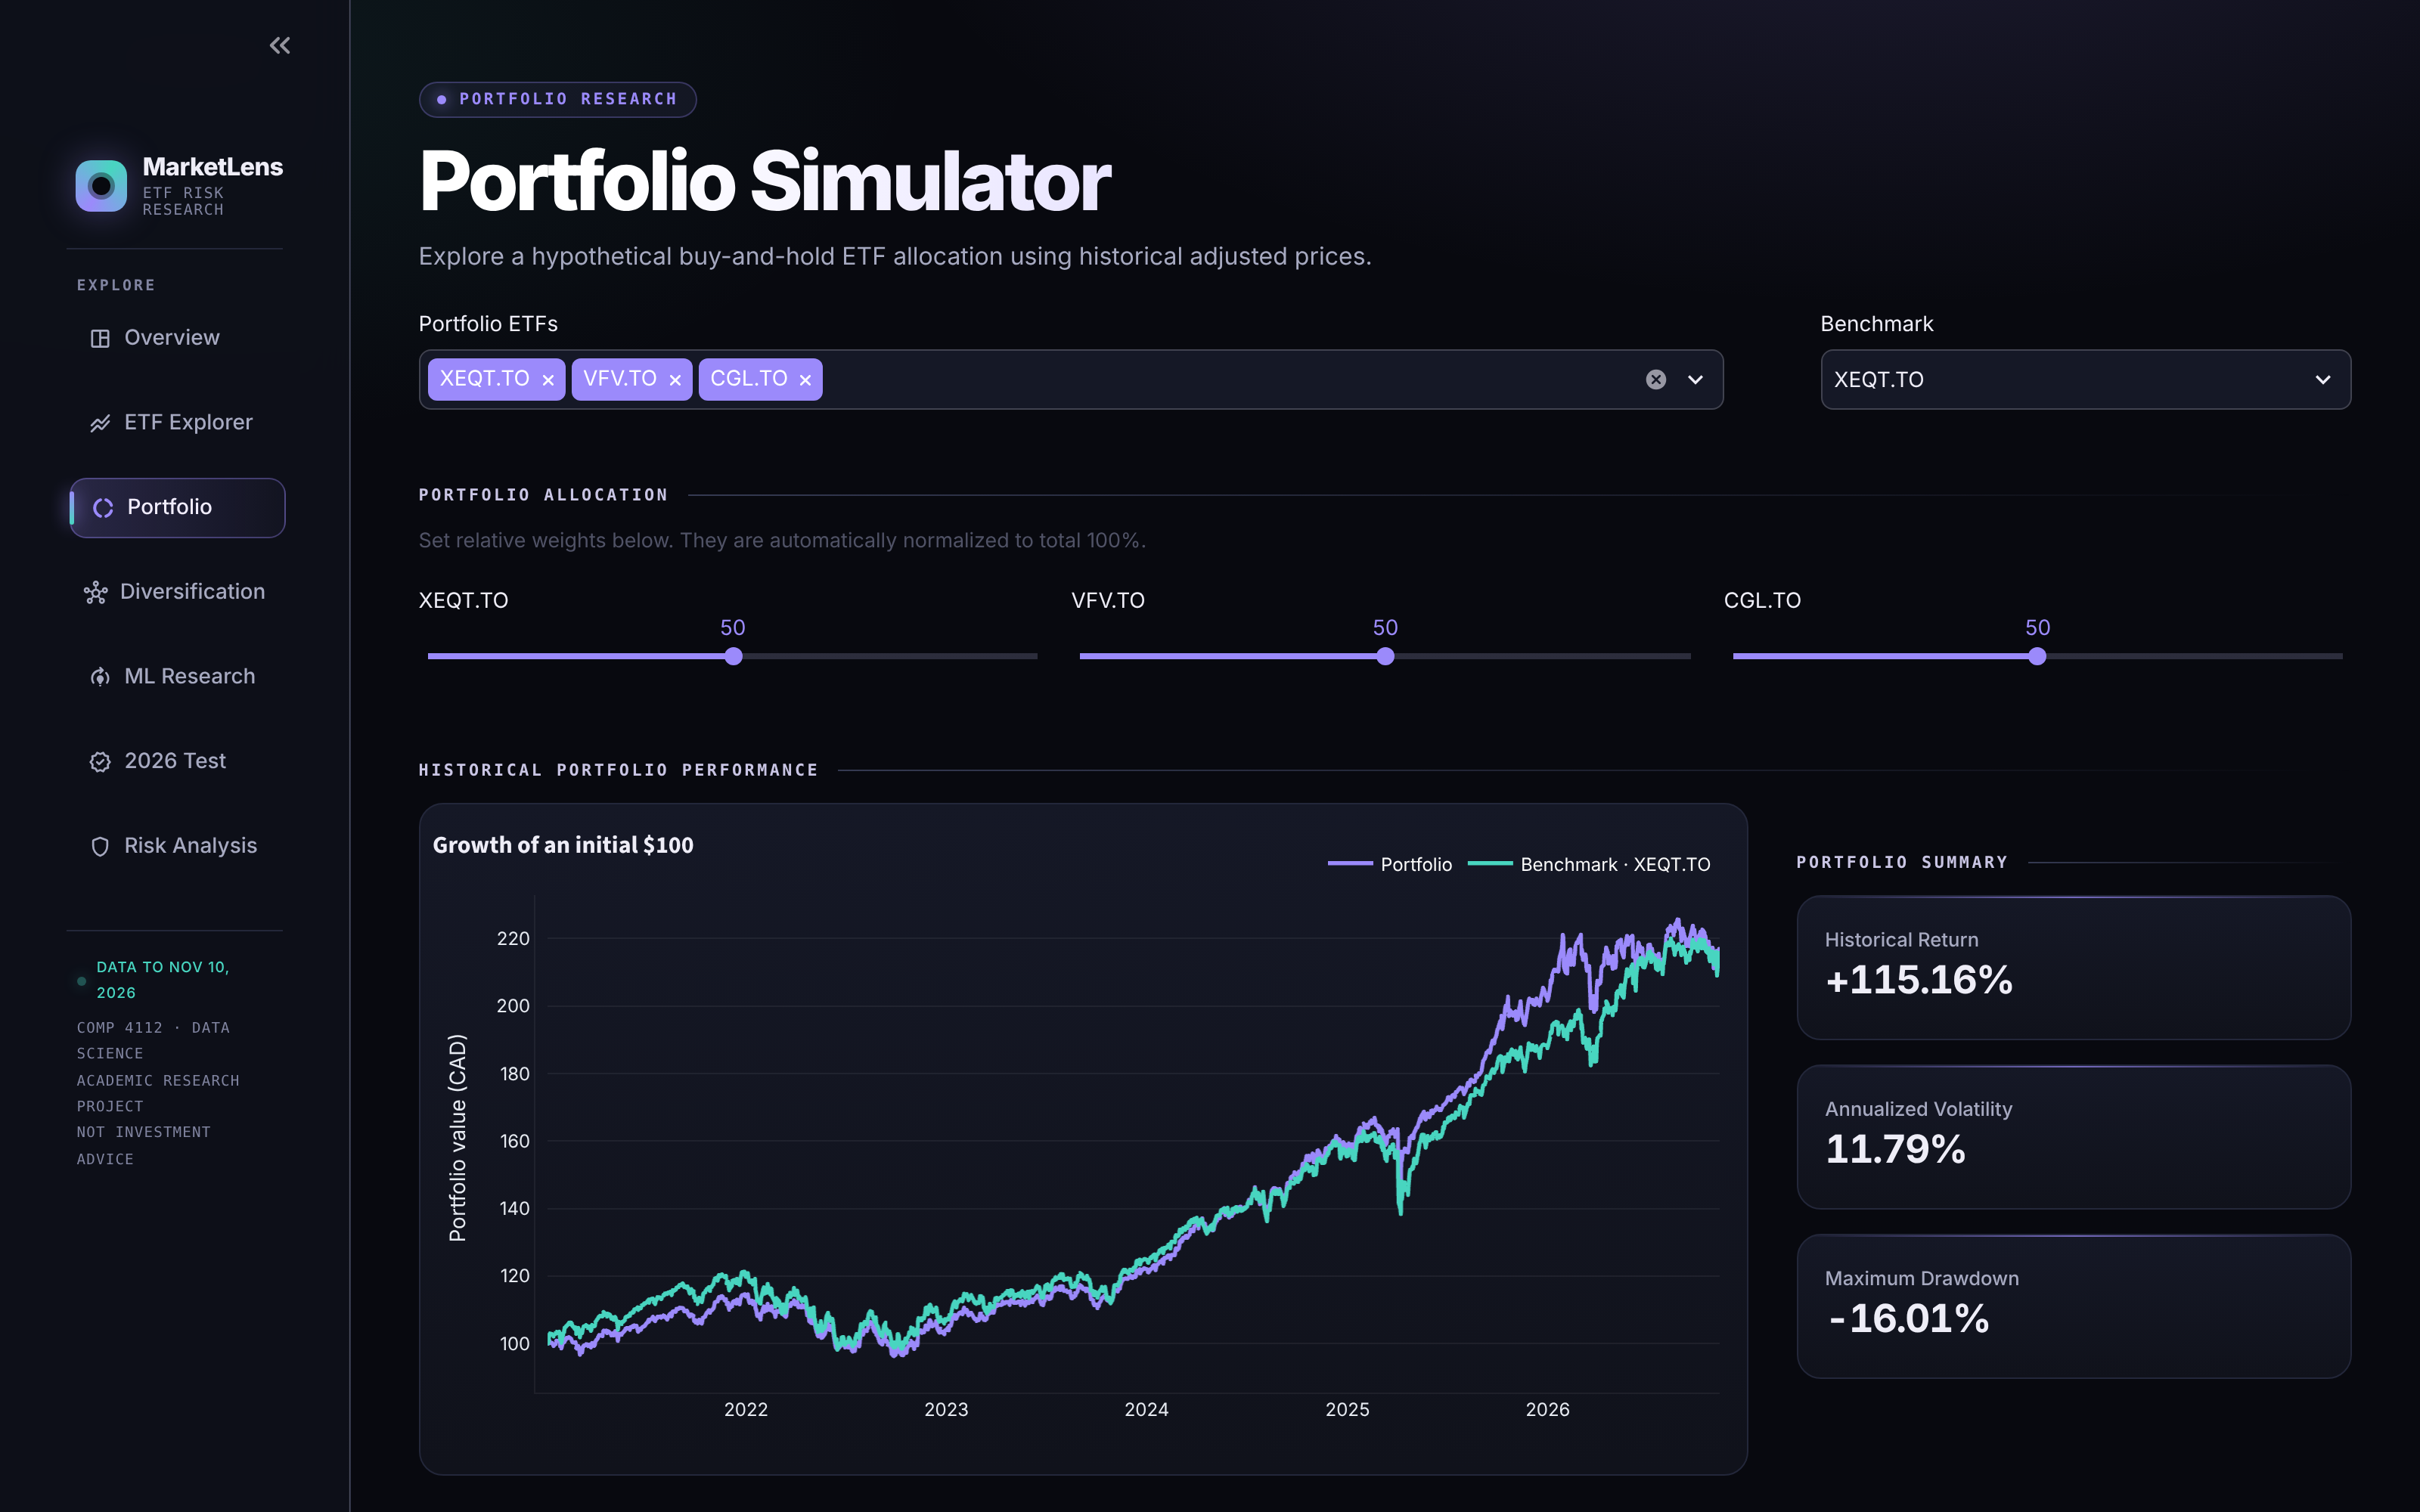 MarketLens
ETF RISK
RESEARCH
EXPLORE
Overview
ETF Explorer
Portfolio
Diversification
ML Research
2026 Test
Risk Analysis
DATA TO NOV 10,
2026
COMP 4112 · DATA
SCIENCE
ACADEMIC RESEARCH
PROJECT
NOT INVESTMENT
ADVICE
PORTFOLIO RESEARCH
Portfolio Simulator
Explore a hypothetical buy-and-hold ETF allocation using historical adjusted prices.
Portfolio ETFs
XEQT.TO VFV.TO CGL.TO
Benchmark
XEQT.TO
PORTFOLIO ALLOCATION
Set relative weights below. They are automatically normalized to total 100%.
XEQT.TO
50
VFV.TO
50
CGL.TO
50
HISTORICAL PORTFOLIO PERFORMANCE
Growth of an initial $100
Portfolio
Benchmark · XEQT.TO
Portfolio value (CAD)
220
200
180
160
140
120
100
2022 2023 2024 2025 2026
PORTFOLIO SUMMARY
Historical Return
+115.16%
Annualized Volatility
11.79%
Maximum Drawdown
-16.01%